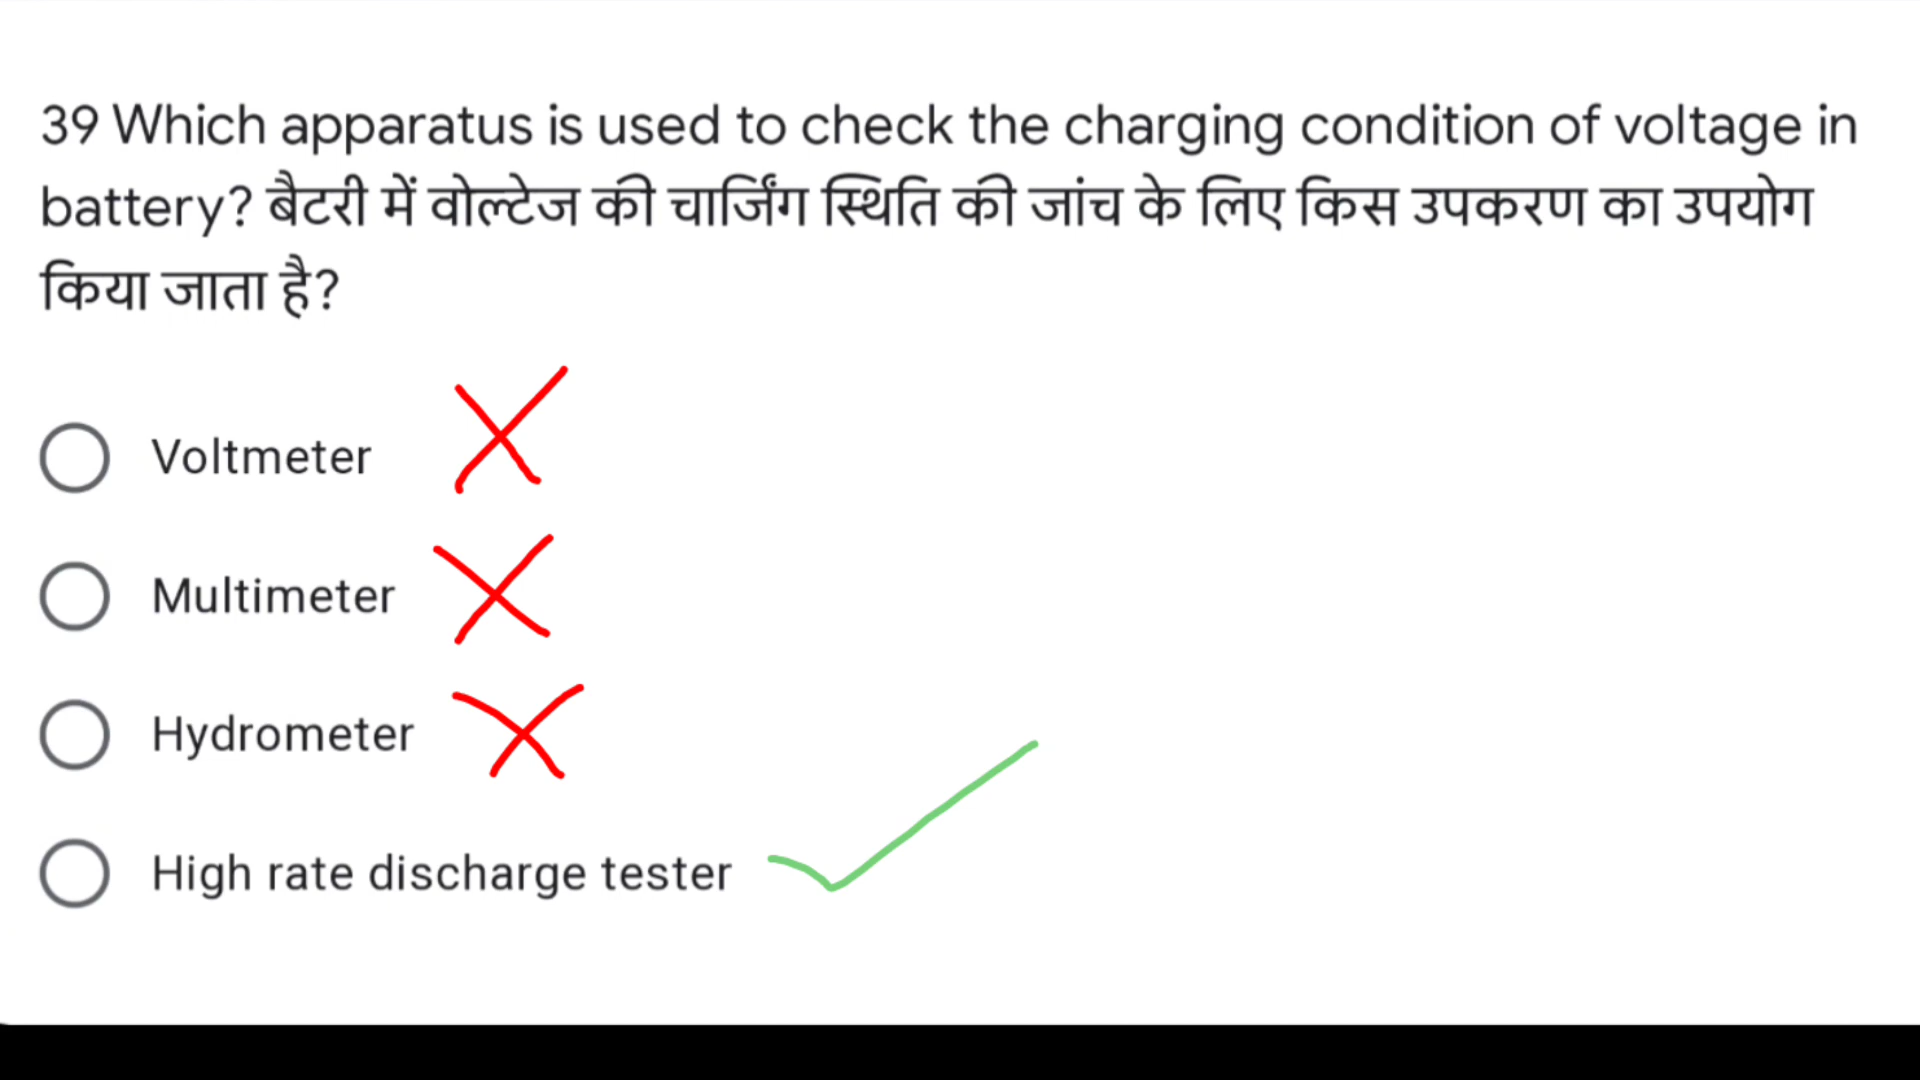 39 Which apparatus is used to check the charging condition of voltage in
battery? बैटरी में वोल्टेज की चार्जिंग स्थिति की जांच के लिए किस उपकरण का उपयोग
किया जाता है?
Voltmeter
Multimeter
Hydrometer
High rate discharge tester